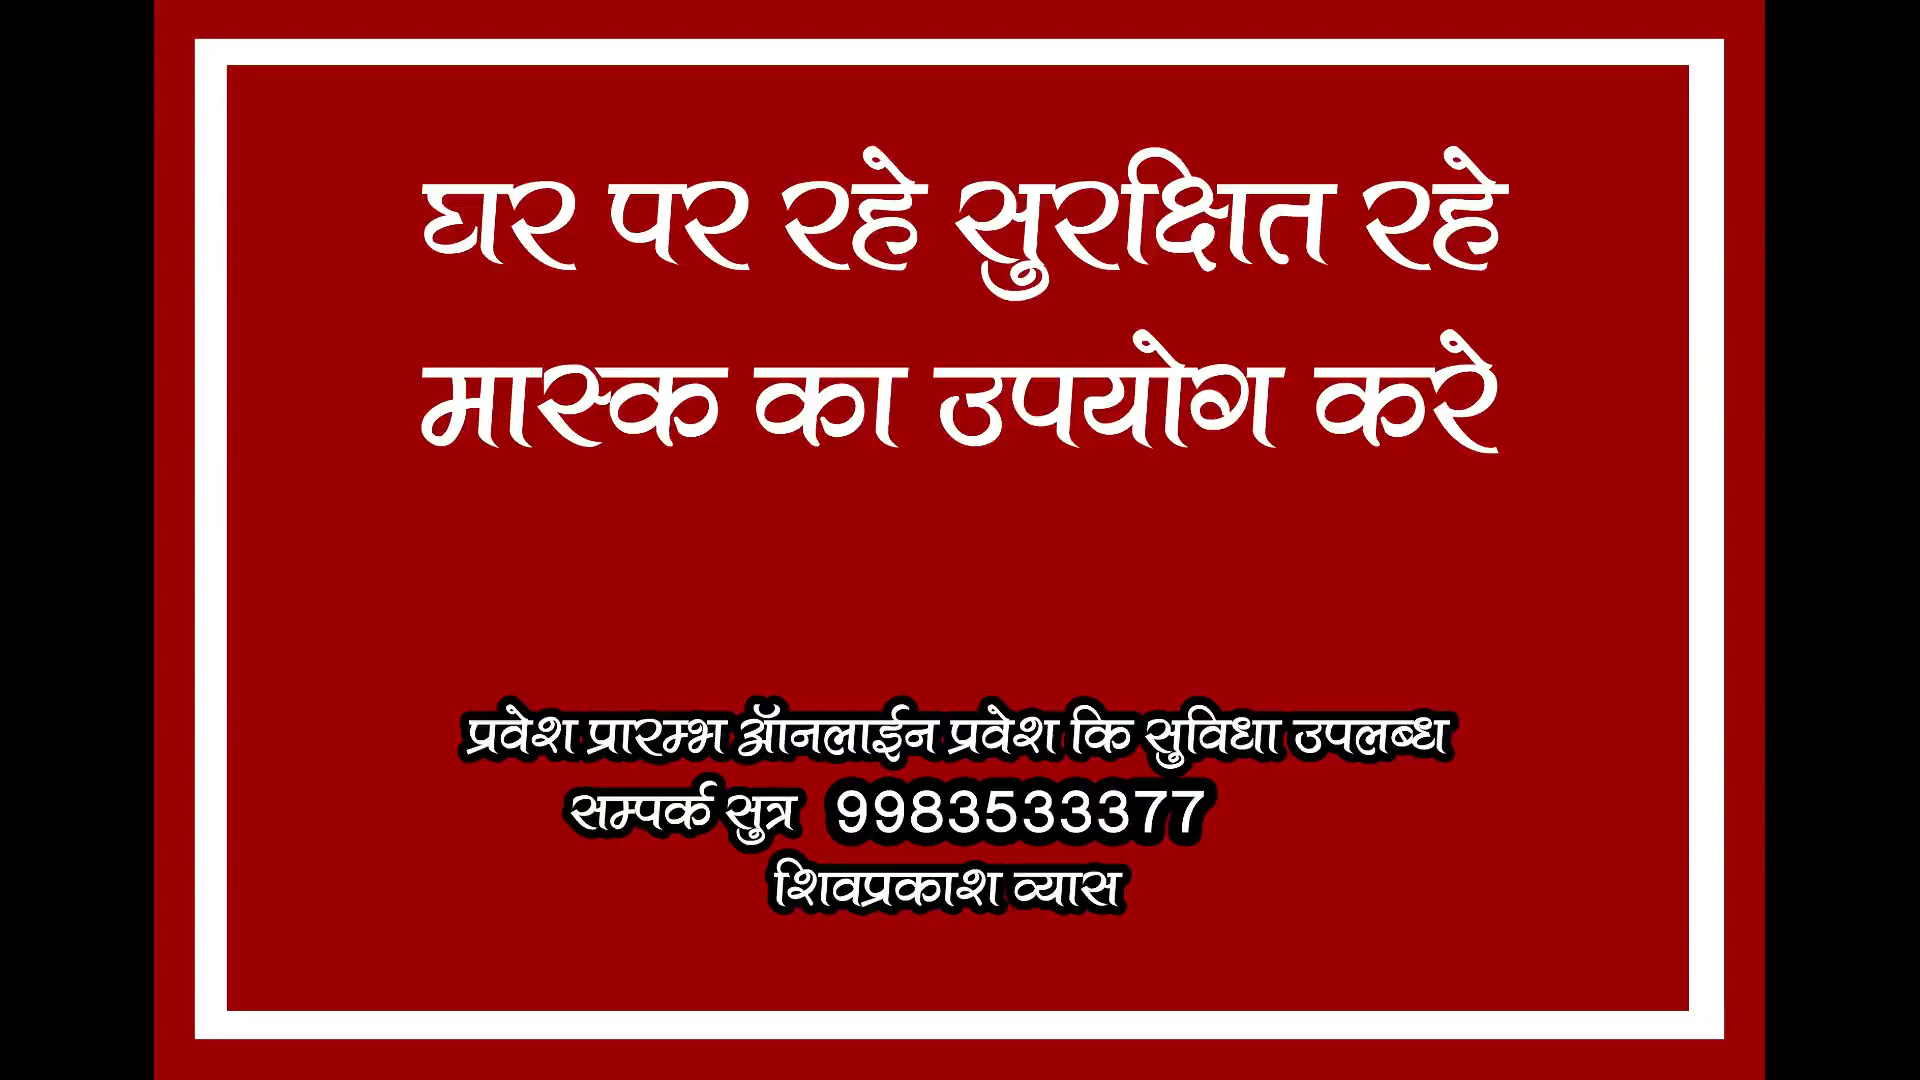 घर पर रहे सुरक्षित रहे
मास्क का उपयोग करे
प्रवेश प्रारम्भ ऑनलाईन प्रवेश कि सुविधा उपलब्ध
सम्पर्क सुत्र 9983533377
शिवप्रकाश व्यास